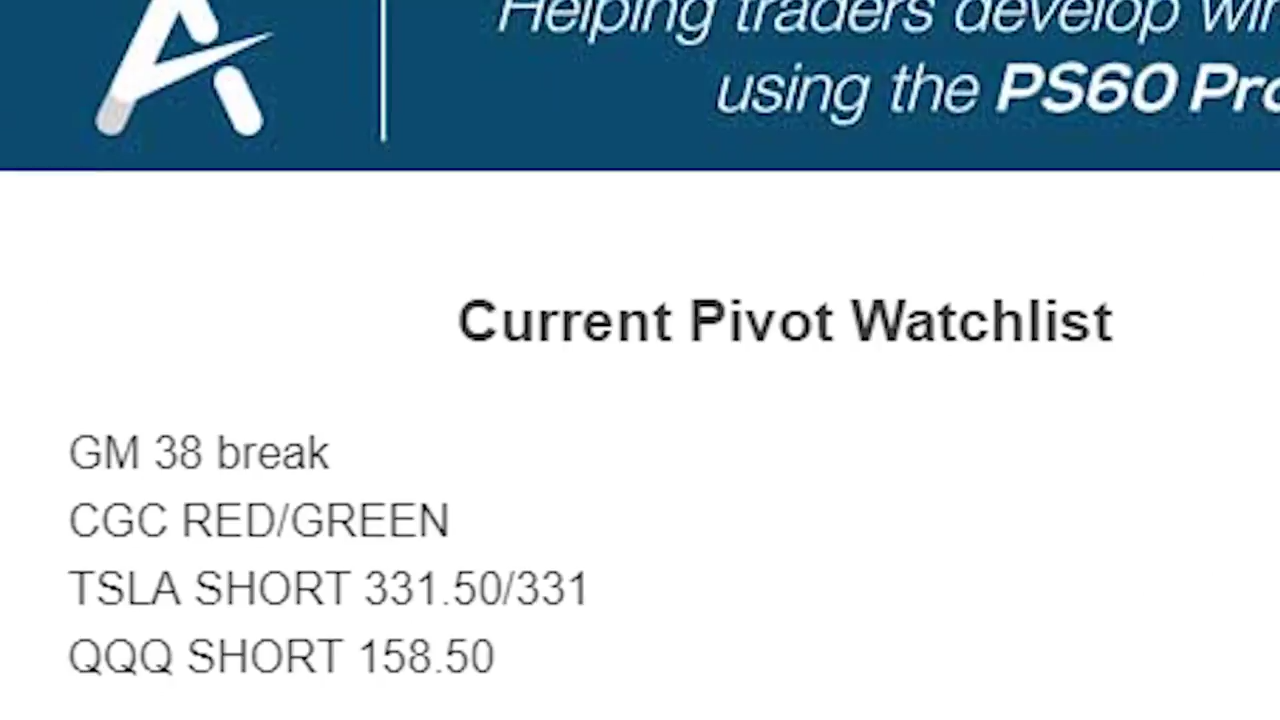 Helping traders develop
using the PS60
Current Pivot Watchlist
GM 38 break
CGC RED/GREEN
TSLA SHORT 331.50/331
QQQ SHORT 158.50